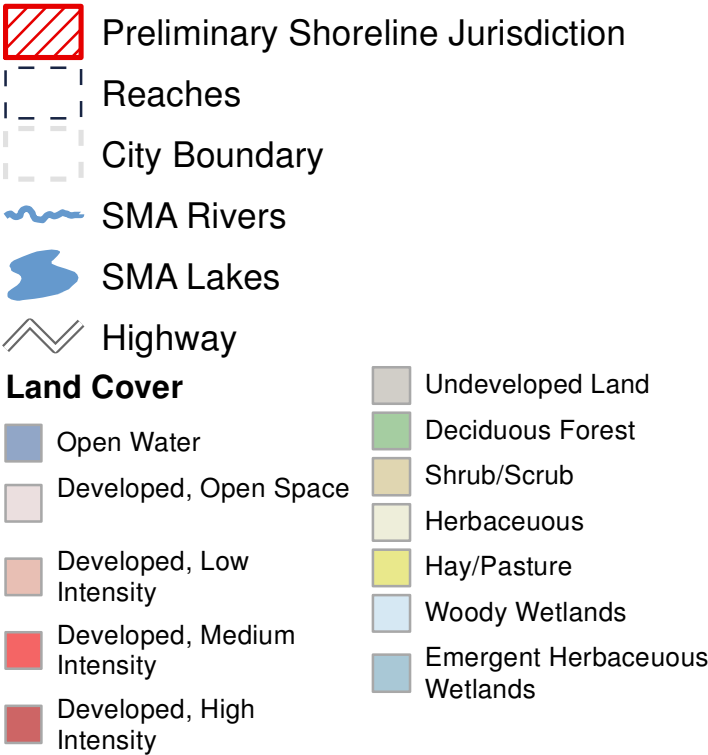 Preliminary Shoreline Jurisdiction
Reaches
City Boundary
SMA Rivers
SMA Lakes
Highway
Land Cover
Open Water
Developed, Open Space
Developed, Low
Intensity
Developed, Medium
Intensity
Developed, High
Intensity
Undeveloped Land
Deciduous Forest
Shrub/Scrub
Herbaceuous
Hay/Pasture
Woody Wetlands
Emergent Herbaceuous
Wetlands